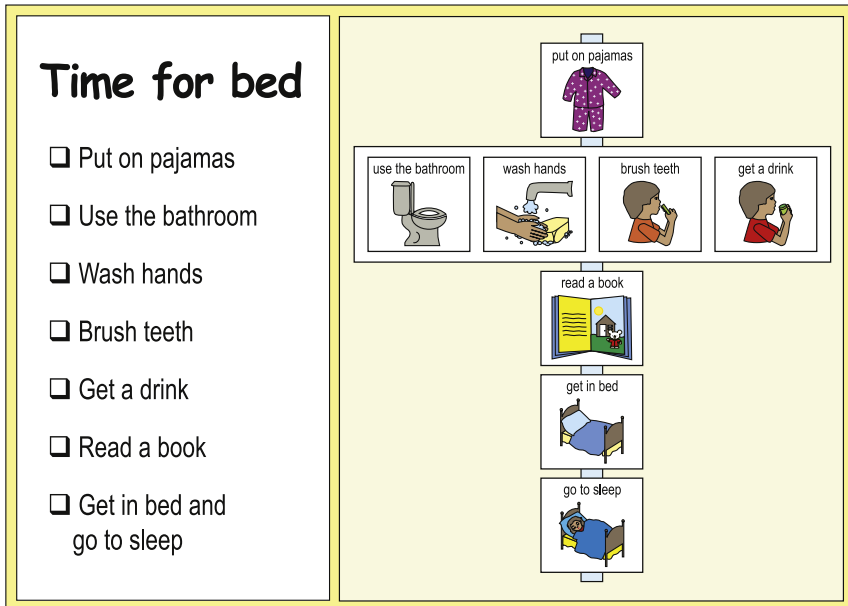 Time for bed
❑ Put on pajamas
❑ Use the bathroom
❑ Wash hands
❑ Brush teeth
❑ Get a drink
❑ Read a book
❑ Get in bed and
go to sleep
put on pajamas
use the bathroom
wash hands
brush teeth
get a drink
read a book
get in bed
go to sleep